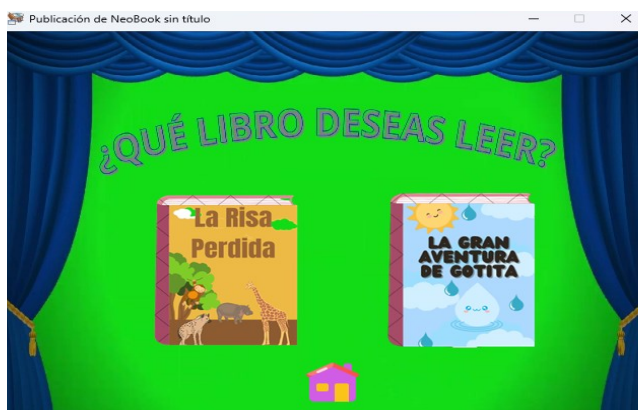 Publicación de NeoBook sin título
¿QUÉ LIBRO DESEAS LEER?
La Risa
Perdida
LA GRAN
AVENTURA
DE GOTITA